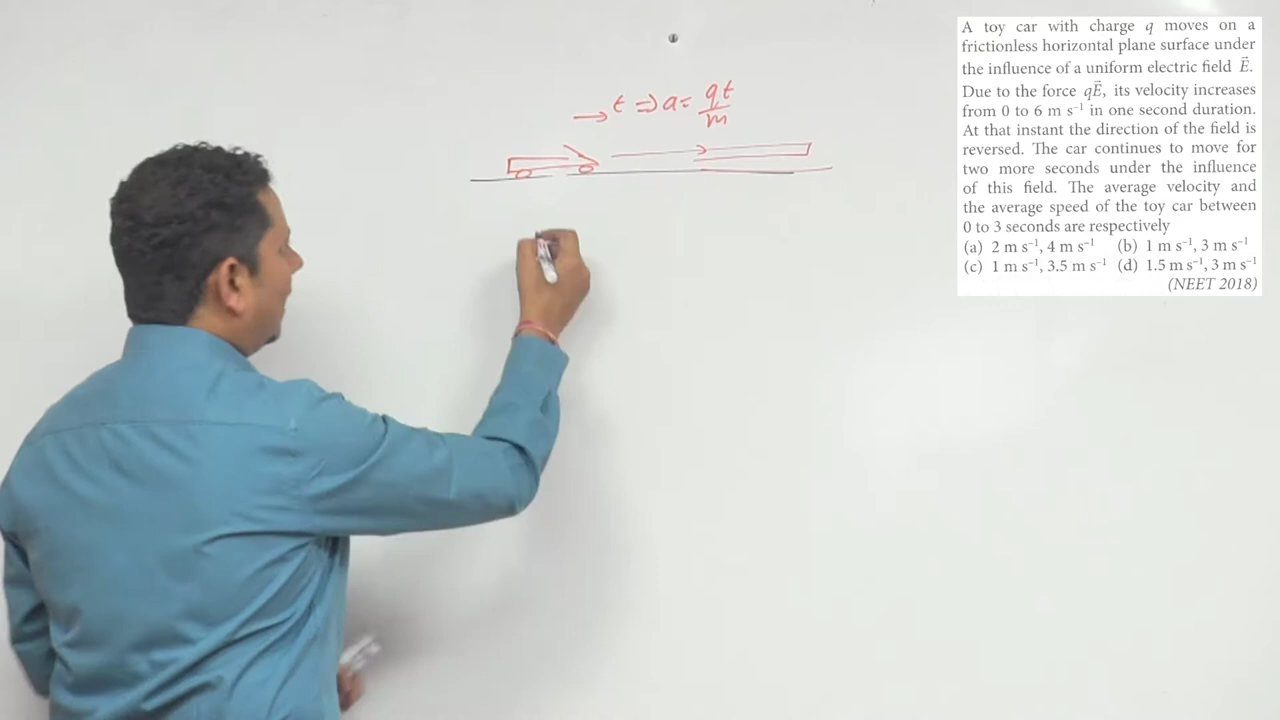 t ⇒ a = qt/m
A toy car with charge q moves on a
frictionless horizontal plane surface under
the influence of a uniform electric field E⃗.
Due to the force qE⃗, its velocity increases
from 0 to 6 m s⁻¹ in one second duration.
At that instant the direction of the field is
reversed. The car continues to move for
two more seconds under the influence
of this field. The average velocity and
the average speed of the toy car between
0 to 3 seconds are respectively
(a) 2 m s⁻¹, 4 m s⁻¹ (b) 1 m s⁻¹, 3 m s⁻¹
(c) 1 m s⁻¹, 3.5 m s⁻¹ (d) 1.5 m s⁻¹, 3 m s⁻¹
(NEET 2018)